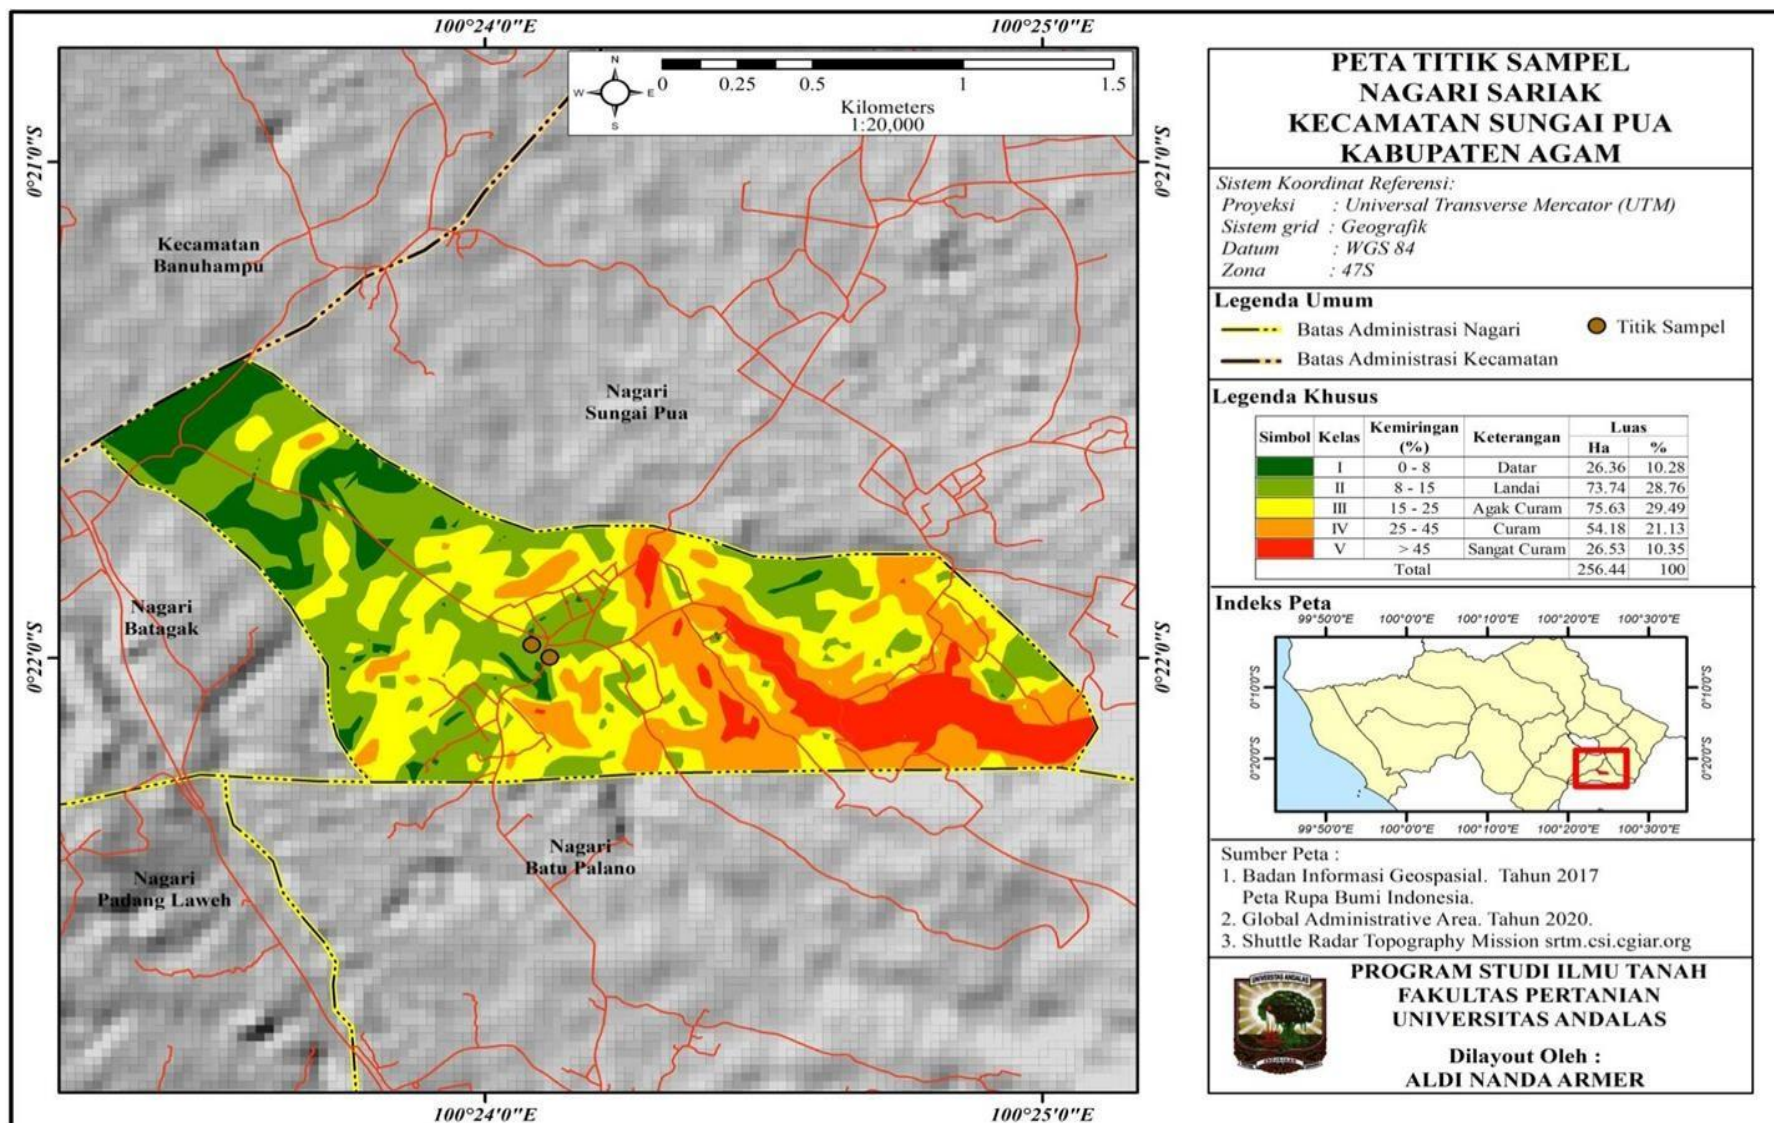 100°24'0"E
100°25'0"E
N
W
E
S
0
0.25
0.5
1
1.5
Kilometers
1:20,000
0°21'0"S
0°21'0"S
Kecamatan
Banuhampu
Nagari
Sungai Pua
Nagari
Batagak
0°22'0"S
0°22'0"S
Nagari
Batu Palano
Nagari
Padang Laweh
100°24'0"E
100°25'0"E
PETA TITIK SAMPEL
NAGARI SARIAK
KECAMATAN SUNGAI PUA
KABUPATEN AGAM
Sistem Koordinat Referensi:
Proyeksi : Universal Transverse Mercator (UTM)
Sistem grid : Geografik
Datum : WGS 84
Zona : 47S
Legenda Umum
Batas Administrasi Nagari
Titik Sampel
Batas Administrasi Kecamatan
Legenda Khusus
Simbol Kelas Kemiringan (%) Keterangan Luas
Ha %
I 0 - 8 Datar 26.36 10.28
II 8 - 15 Landai 73.74 28.76
III 15 - 25 Agak Curam 75.63 29.49
IV 25 - 45 Curam 54.18 21.13
V > 45 Sangat Curam 26.53 10.35
Total 256.44 100
Indeks Peta
99°50'0"E 100°0'0"E 100°10'0"E 100°20'0"E 100°30'0"E
0°10'0"S
0°10'0"S
0°20'0"S
0°20'0"S
99°50'0"E 100°0'0"E 100°10'0"E 100°20'0"E 100°30'0"E
Sumber Peta :
1. Badan Informasi Geospasial. Tahun 2017
Peta Rupa Bumi Indonesia.
2. Global Administrative Area. Tahun 2020.
3. Shuttle Radar Topography Mission srtm.csi.cgiar.org
UNIVERSITAS ANDALAS
PROGRAM STUDI ILMU TANAH
FAKULTAS PERTANIAN
UNIVERSITAS ANDALAS
Dilayout Oleh :
ALDI NANDA ARMER